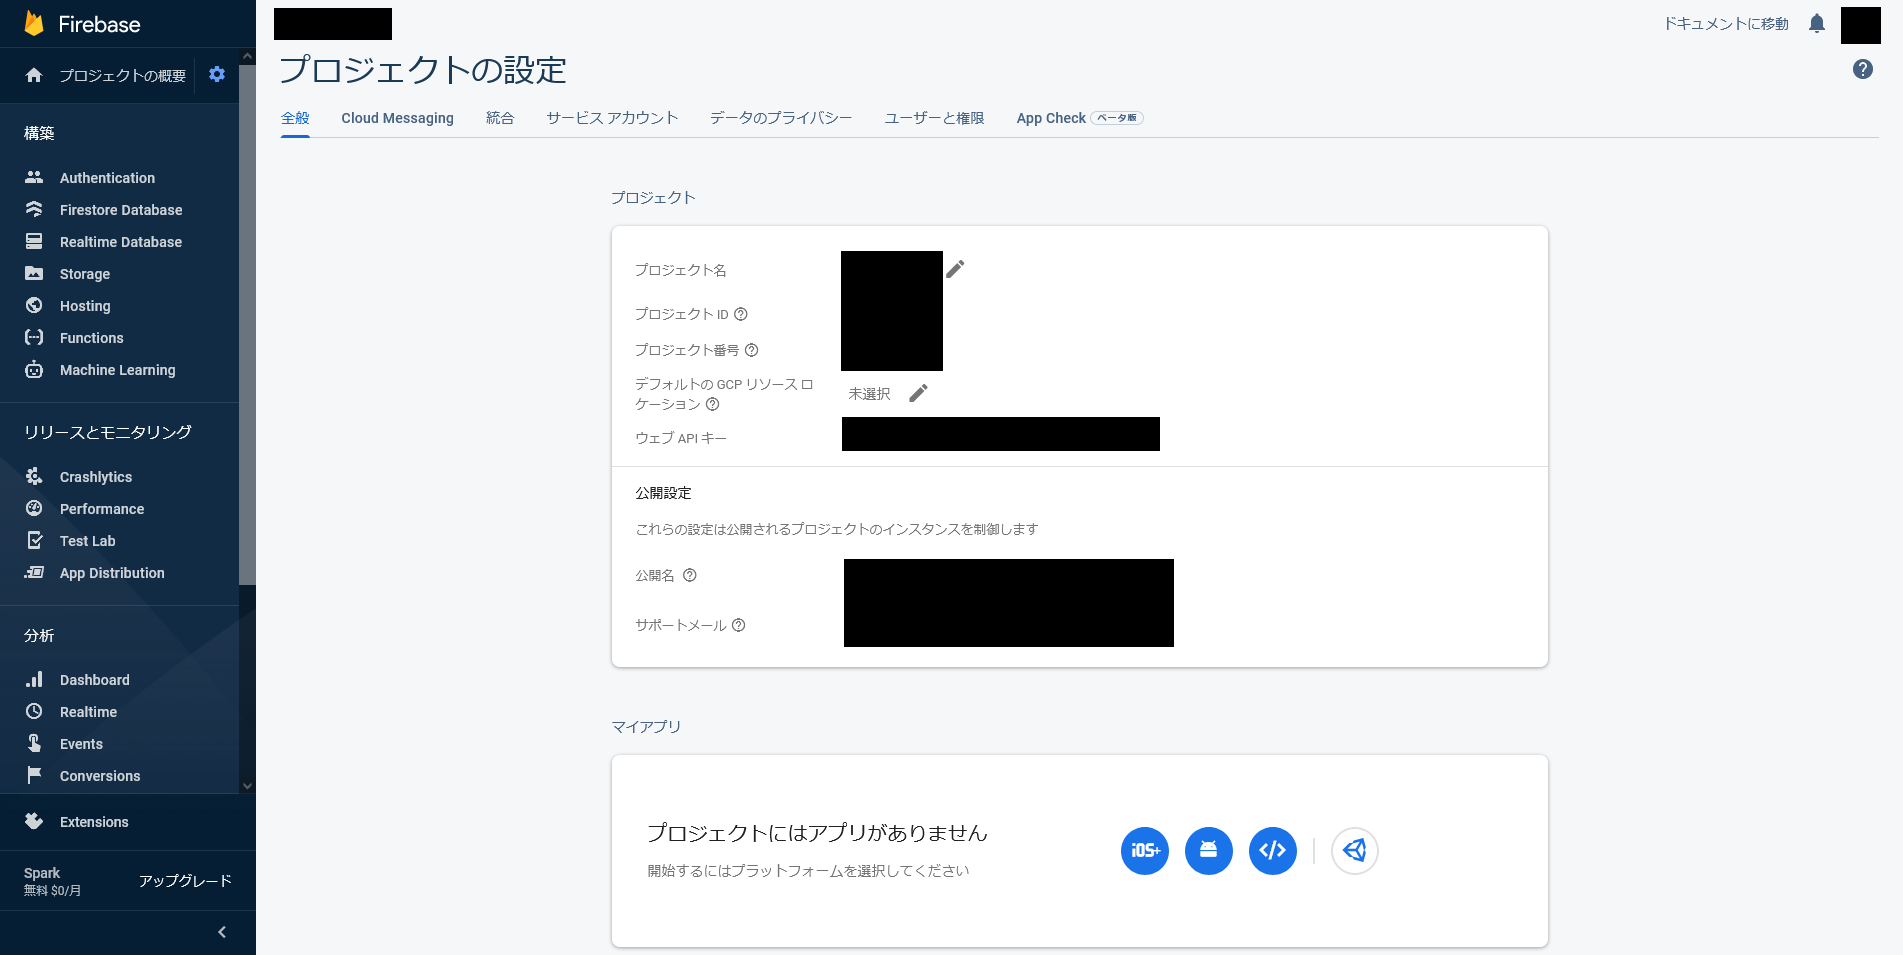 Firebase
プロジェクトの概要
構築
Authentication
Firestore Database
Realtime Database
Storage
Hosting
Functions
Machine Learning
リリースとモニタリング
Crashlytics
Performance
Test Lab
App Distribution
分析
Dashboard
Realtime
Events
Conversions
Extensions
Spark
無料 $0/月
アップグレード
ドキュメントに移動
プロジェクトの設定
全般 Cloud Messaging 統合 サービス アカウント データのプライバシー ユーザーと権限 App Check ベータ版
プロジェクト
プロジェクト名
プロジェクト ID
プロジェクト番号
デフォルトの GCP リソース ロ
ケーション
未選択
ウェブ API キー
公開設定
これらの設定は公開されるプロジェクトのインスタンスを制御します
公開名
サポートメール
マイアプリ
プロジェクトにはアプリがありません
開始するにはプラットフォームを選択してください
iOS+